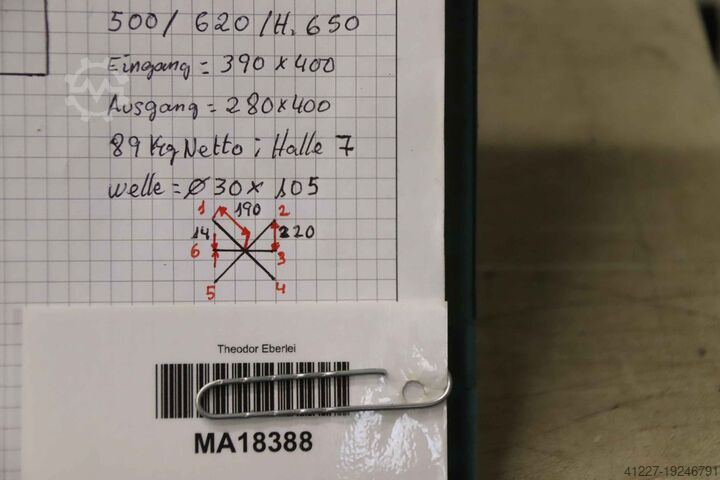 500/ 620 /H. 650
Eingang = 390 x 400
Ausgang = 280 x 400
89 Kg Netto ; Halle 7
welle = Ø 30 x 105
1 190 2
14 220
6 3
5 4
Theodor Eberlei
MA18388
41227-19246791